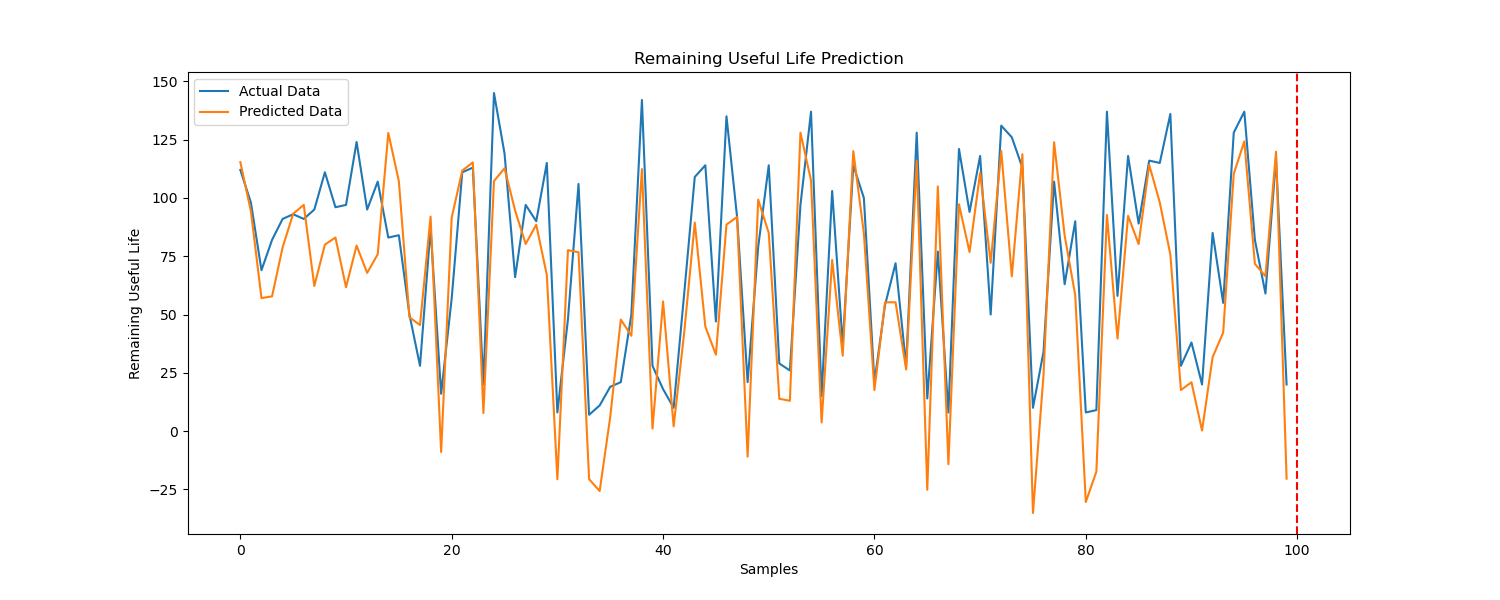 Remaining Useful Life Prediction
Actual Data
Predicted Data
Remaining Useful Life
150
125
100
75
50
25
0
−25
0 20 40 60 80 100
Samples